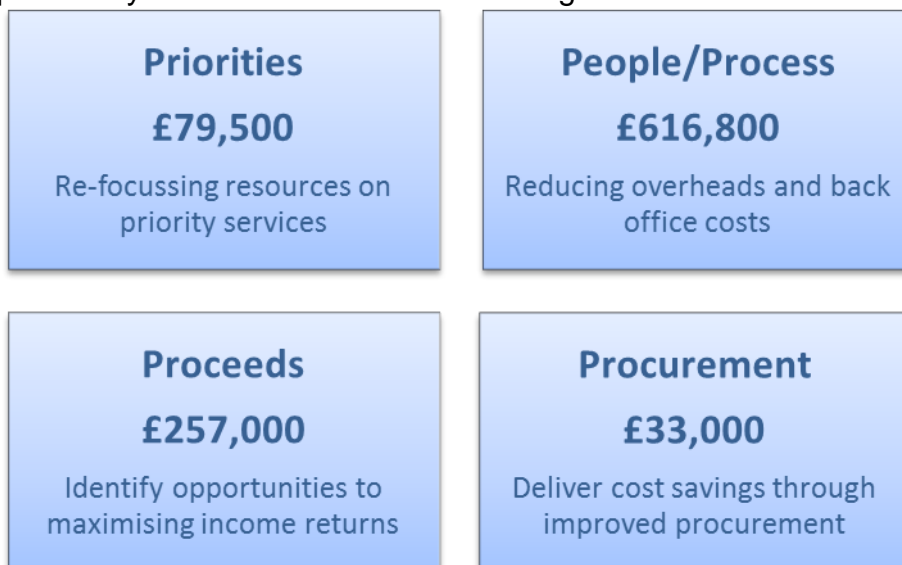 Priorities
£79,500
Re-focussing resources on
priority services
People/Process
£616,800
Reducing overheads and back
office costs
Proceeds
£257,000
Identify opportunities to
maximising income returns
Procurement
£33,000
Deliver cost savings through
improved procurement